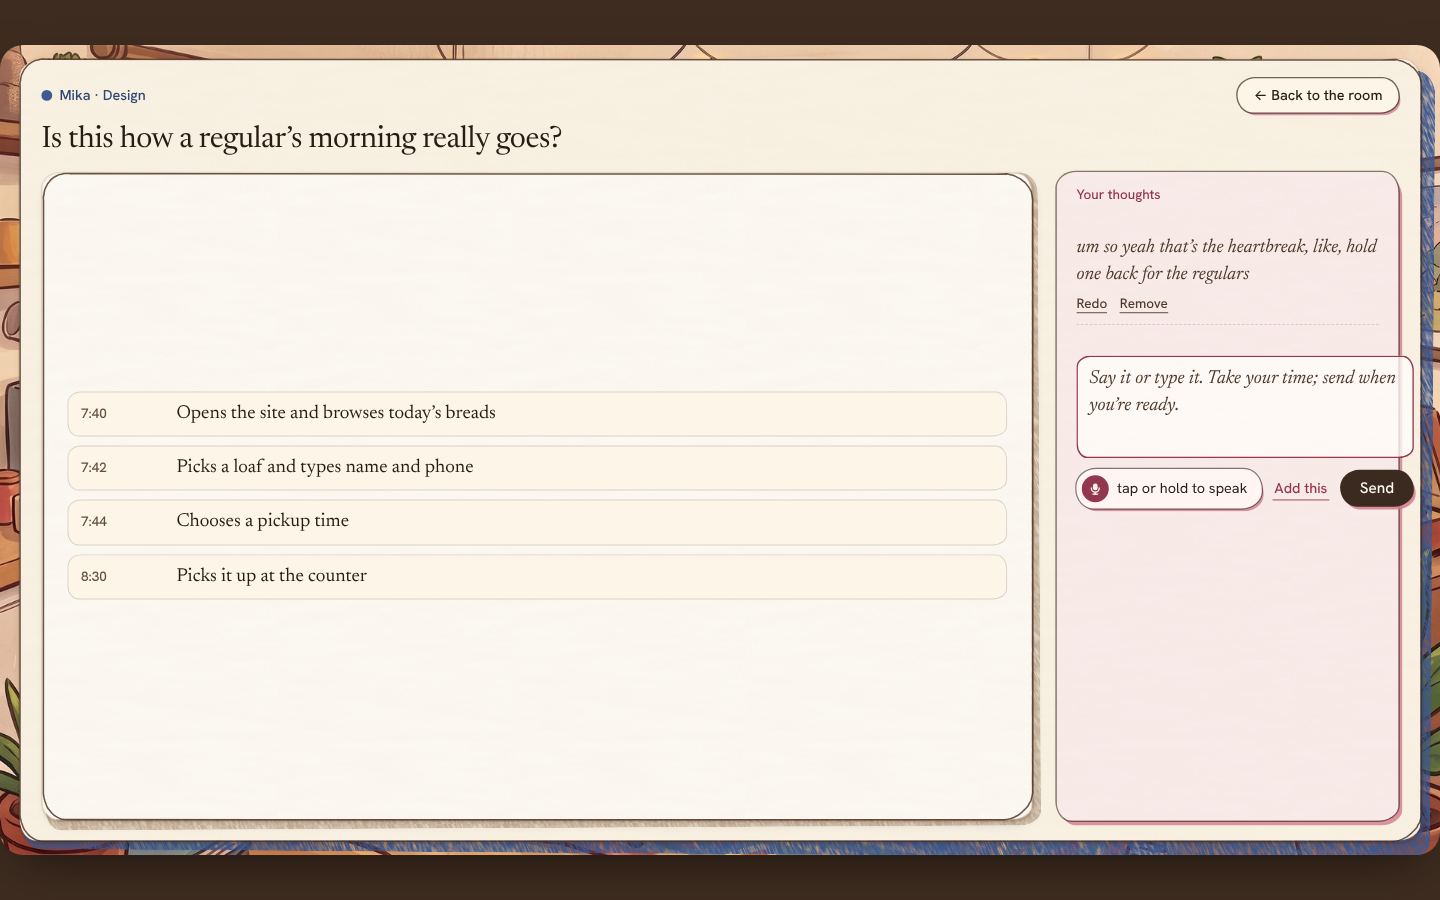 Mika · Design
← Back to the room
Is this how a regular’s morning really goes?
7:40 Opens the site and browses today’s breads
7:42 Picks a loaf and types name and phone
7:44 Chooses a pickup time
8:30 Picks it up at the counter
Your thoughts
um so yeah that’s the heartbreak, like, hold
one back for the regulars
Redo Remove
Say it or type it. Take your time; send when
you’re ready.
tap or hold to speak Add this Send